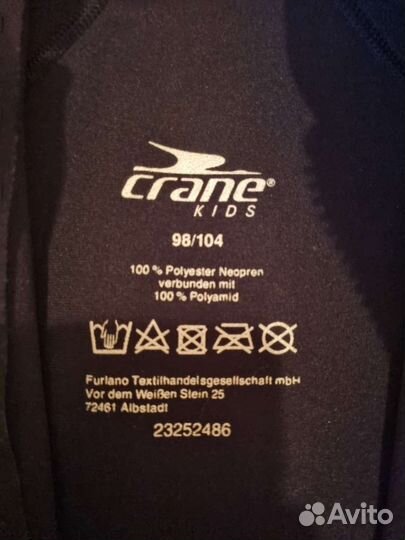 crane®
KIDS
98/104
100 % Polyester Neopren
verbunden mit
100 % Polyamid
Furlano Textilhandelsgesellschaft mbH
Vor dem Weißen Stein 25
72461 Albstadt
23252486
Avito